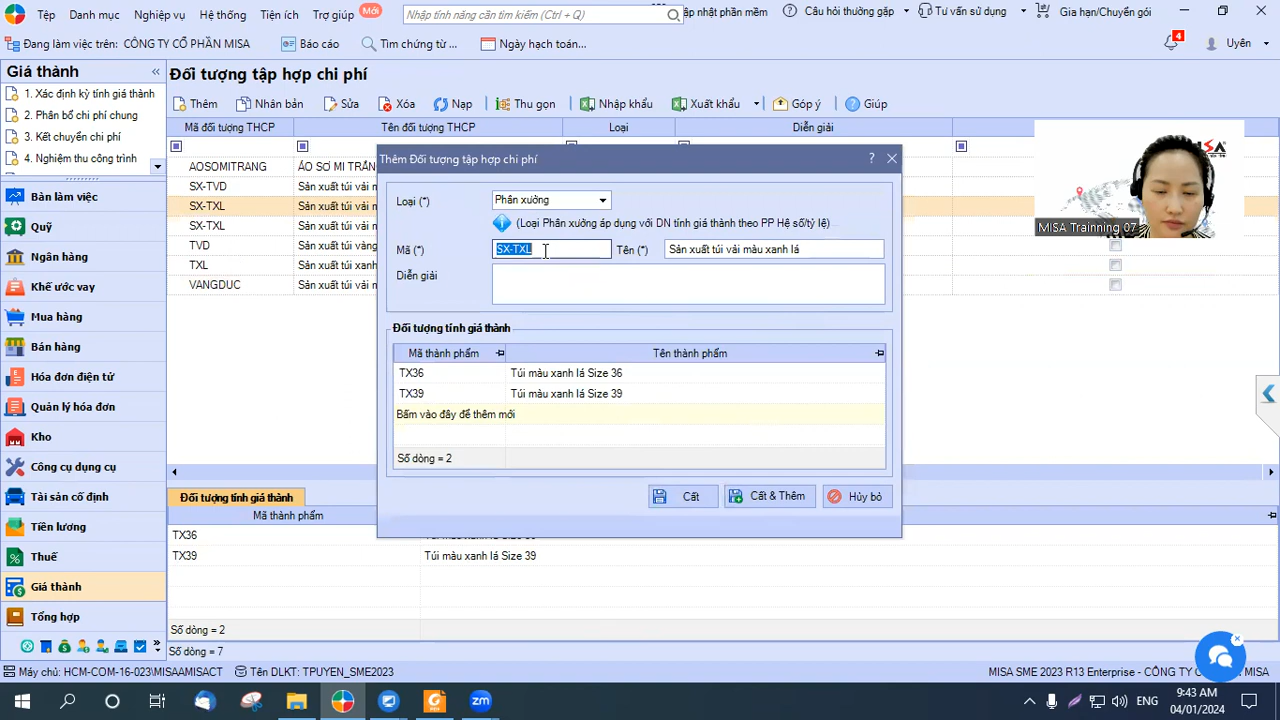 Tệp Danh mục Nghiệp vụ Hệ thống Tiện ích Trợ giúp Mới
Nhập tính năng cần tìm kiếm (Ctrl + Q)
nhật phần mềm Câu hỏi thường gặp Tư vấn sử dụng Gia hạn/Chuyển gói
Đang làm việc trên: CÔNG TY CỔ PHẦN MISA Báo cáo Tìm chứng từ ... Ngày hạch toán... 4 Uyên
Giá thành
1. Xác định kỳ tính giá thành
2. Phân bổ chi phí chung
3. Kết chuyển chi phí
4. Nghiệm thu công trình
Bàn làm việc
Quỹ
Ngân hàng
Khế ước vay
Mua hàng
Bán hàng
Hóa đơn điện tử
Quản lý hóa đơn
Kho
Công cụ dụng cụ
Tài sản cố định
Tiền lương
Thuế
Giá thành
Tổng hợp
Đối tượng tập hợp chi phí
Thêm Nhân bản Sửa Xóa Nạp Thu gọn Nhập khẩu Xuất khẩu Góp ý Giúp
Mã đối tượng THCP Tên đối tượng THCP Loại Diễn giải
AOSOMITRANG ÁO SƠ MI TRẮN
SX-TVD Sản xuất túi vải m
SX-TXL Sản xuất túi vải m
SX-TXL Sản xuất túi vải m
TVD Sản xuất túi vàng
TXL Sản xuất túi xanh
VANGDUC Sản xuất túi vải m
MISA Trainning 07
Thêm Đối tượng tập hợp chi phí ?
Loại (*) Phân xưởng
(Loại Phân xưởng áp dụng với DN tính giá thành theo PP Hệ số/tỷ lệ)
Mã (*) SX-TXL Tên (*) Sản xuất túi vải màu xanh lá
Diễn giải
Đối tượng tính giá thành
Mã thành phẩm Tên thành phẩm
TX36 Túi màu xanh lá Size 36
TX39 Túi màu xanh lá Size 39
Bấm vào đây để thêm mới
Số dòng = 2
Cất Cất & Thêm Hủy bỏ
Đối tượng tính giá thành
Mã thành phẩm
TX36
TX39 Túi màu xanh lá Size 39
Số dòng = 2
Số dòng = 7
Máy chủ: HCM-COM-16-023\MISAAMISACT Tên DLKT: TPUYEN_SME2023 MISA SME 2023 R13 Enterprise - CÔNG TY
ENG 9:43 AM
04/01/2024